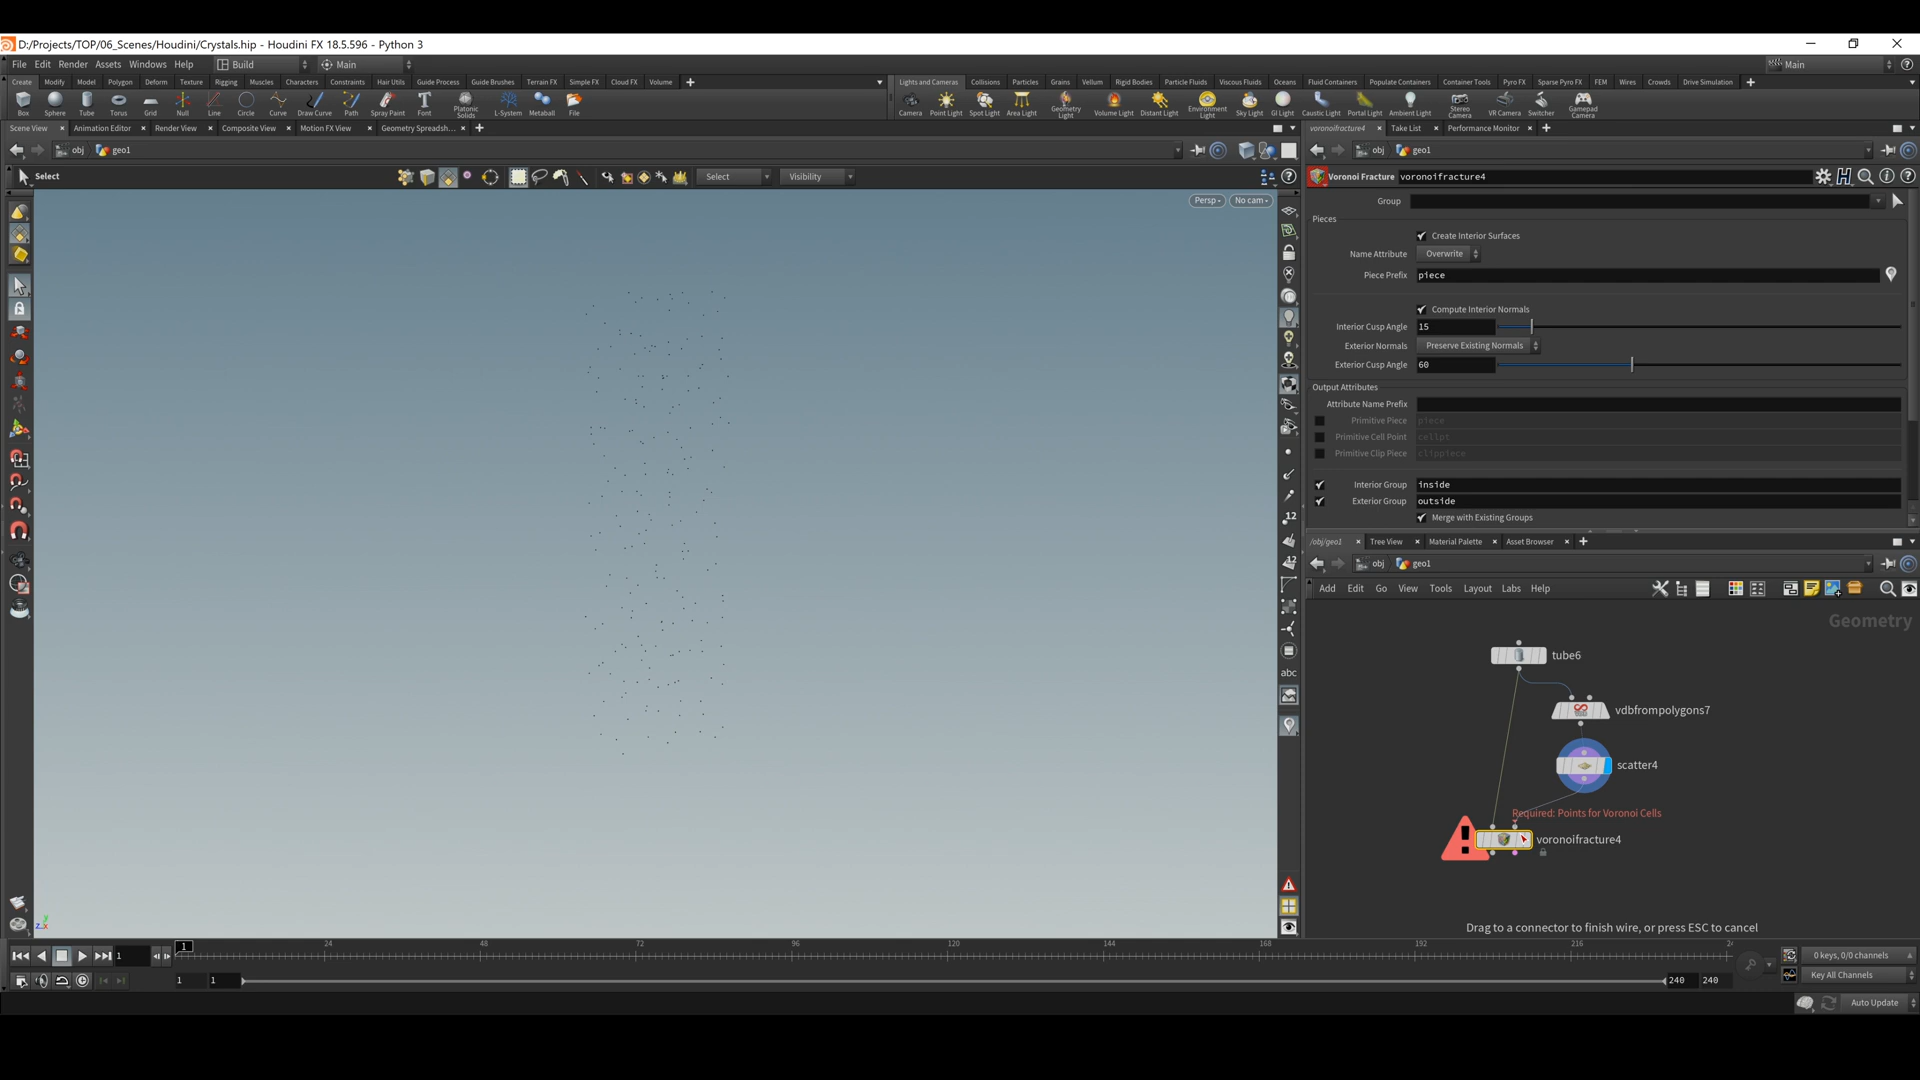 D:/Projects/TOP/06_Scenes/Houdini/Crystals.hip - Houdini FX 18.5.596 - Python 3
File Edit Render Assets Windows Help Build Main Main
Create Modify Model Polygon Deform Texture Rigging Muscles Characters Constraints Hair Utils Guide Process Guide Brushes Terrain FX Simple FX Cloud FX Volume
Lights and Cameras Collisions Particles Grains Vellum Rigid Bodies Particle Fluids Viscous Fluids Oceans Fluid Containers Populate Containers Container Tools Pyro FX Sparse Pyro FX FEM Wires Crowds Drive Simulation
Box Sphere Tube Torus Grid Null Line Circle Curve Draw Curve Path Spray Paint Font Platonic Solids L-System Metaball File
Camera Point Light Spot Light Area Light Geometry Light Volume Light Distant Light Environment Light Sky Light GI Light Caustic Light Portal Light Ambient Light Stereo Camera VR Camera Switcher Gamepad Camera
Scene View Animation Editor Render View Composite View Motion FX View Geometry Spreadsh...
voronoifracture4 Take List Performance Monitor
obj geo1
obj geo1
Select Select Visibility
Persp No cam
Voronoi Fracture voronoifracture4
Group
Pieces
Create Interior Surfaces
Name Attribute Overwrite
Piece Prefix piece
Compute Interior Normals
Interior Cusp Angle 15
Exterior Normals Preserve Existing Normals
Exterior Cusp Angle 60
Output Attributes
Attribute Name Prefix
Primitive Piece piece
Primitive Cell Point cellpt
Primitive Clip Piece clippiece
Interior Group inside
Exterior Group outside
Merge with Existing Groups
12
12
abc
/obj/geo1 Tree View Material Palette Asset Browser
obj geo1
Add Edit Go View Tools Layout Labs Help
Geometry
tube6
vdbfrompolygons7
scatter4
Required: Points for Voronoi Cells
voronoifracture4
Drag to a connector to finish wire, or press ESC to cancel
y
z x
1 1 24 48 72 96 120 144 168 192 216
0 keys, 0/0 channels
1 1 240 240
Key All Channels
Auto Update